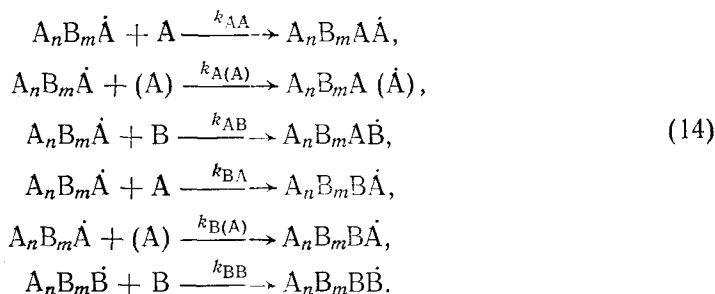 AₙBₘȦ + A —k_AA→ AₙBₘAȦ,
AₙBₘȦ + (A) —k_A(A)→ AₙBₘA (Ȧ),
AₙBₘȦ + B —k_AB→ AₙBₘAḂ, (14)
AₙBₘȦ + A —k_BA→ AₙBₘBȦ,
AₙBₘȦ + (A) —k_B(A)→ AₙBₘBȦ,
AₙBₘḂ + B —k_BB→ AₙBₘBḂ.